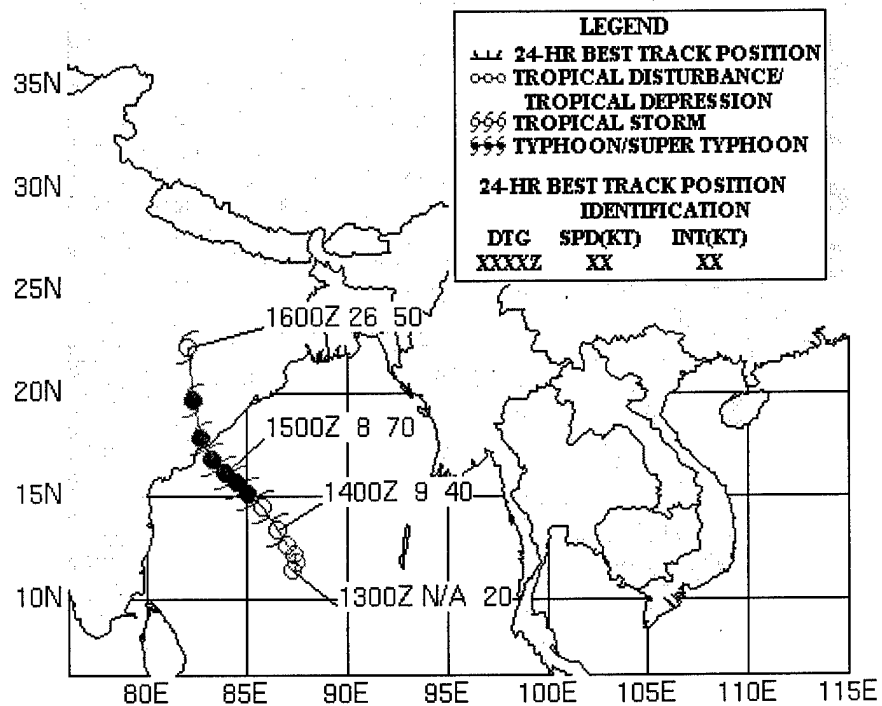 LEGEND
24-HR BEST TRACK POSITION
TROPICAL DISTURBANCE/
TROPICAL DEPRESSION
TROPICAL STORM
TYPHOON/SUPER TYPHOON
24-HR BEST TRACK POSITION
IDENTIFICATION
DTG SPD(KT) INT(KT)
XXXXZ XX XX
35N
30N
25N
20N
15N
10N
1600Z 26 50
1500Z 8 70
1400Z 9 40
1300Z N/A 20
80E 85E 90E 95E 100E 105E 110E 115E